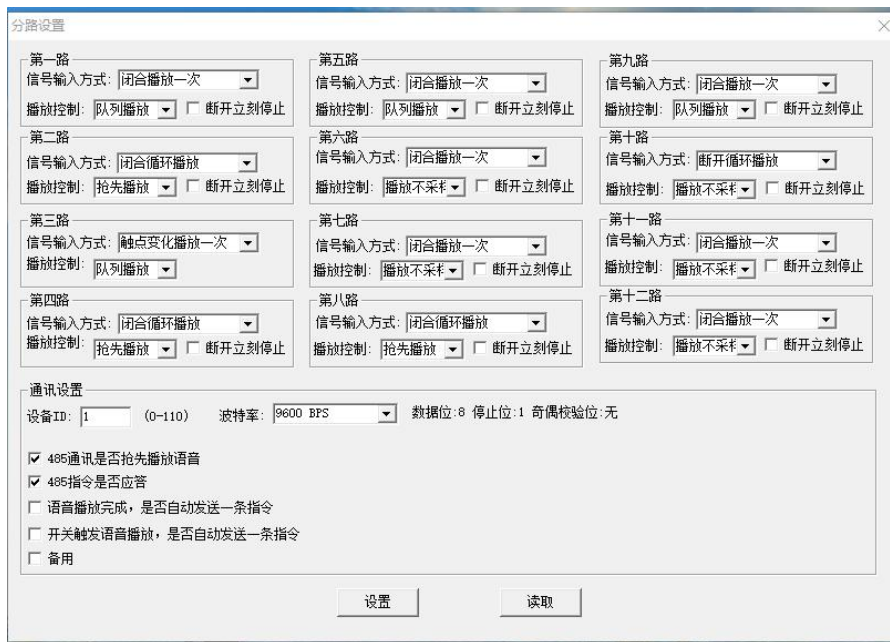 分路设置
第一路
信号输入方式: 闭合播放一次
播放控制: 队列播放 断开立刻停止
第二路
信号输入方式: 闭合循环播放
播放控制: 抢先播放 断开立刻停止
第三路
信号输入方式: 触点变化播放一次
播放控制: 队列播放
第四路
信号输入方式: 闭合循环播放
播放控制: 抢先播放 断开立刻停止
第五路
信号输入方式: 闭合播放一次
播放控制: 队列播放 断开立刻停止
第六路
信号输入方式: 闭合播放一次
播放控制: 播放不采 断开立刻停止
第七路
信号输入方式: 闭合播放一次
播放控制: 播放不采 断开立刻停止
第八路
信号输入方式: 闭合循环播放
播放控制: 抢先播放 断开立刻停止
第九路
信号输入方式: 闭合播放一次
播放控制: 队列播放 断开立刻停止
第十路
信号输入方式: 断开循环播放
播放控制: 播放不采 断开立刻停止
第十一路
信号输入方式: 闭合播放一次
播放控制: 播放不采 断开立刻停止
第十二路
信号输入方式: 闭合播放一次
播放控制: 播放不采 断开立刻停止
通讯设置
设备ID: 1 (0-110) 波特率: 9600 BPS 数据位:8 停止位:1 奇偶校验位:无
485通讯是否抢先播放语音
485指令是否应答
语音播放完成，是否自动发送一条指令
开关触发语音播放，是否自动发送一条指令
备用
设置 读取